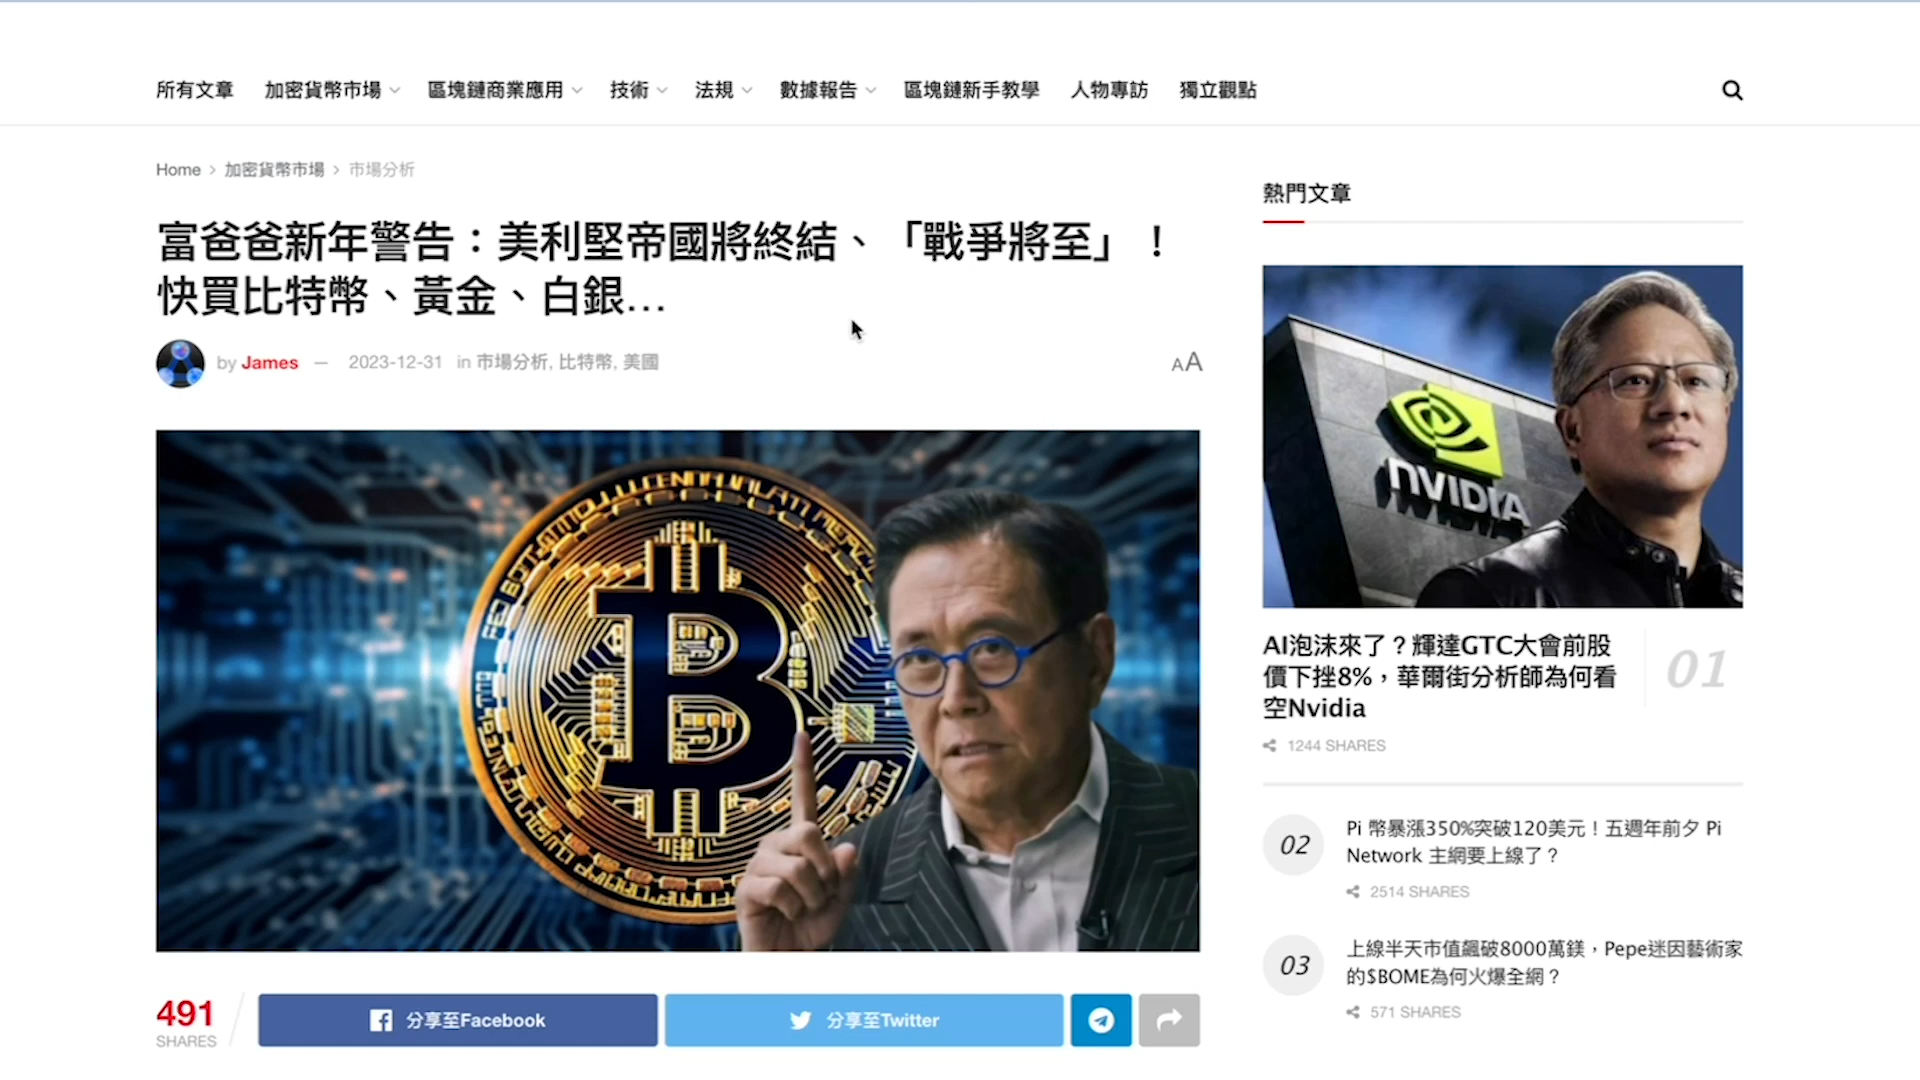 所有文章 加密貨幣市場 區塊鏈商業應用 技術 法規 數據報告 區塊鏈新手教學 人物專訪 獨立觀點
Home > 加密貨幣市場 > 市場分析
富爸爸新年警告：美利堅帝國將終結、「戰爭將至」！
快買比特幣、黃金、白銀...
by James — 2023-12-31 in 市場分析, 比特幣, 美國
AA
491
SHARES
分享至Facebook
分享至Twitter
熱門文章
NVIDIA
AI泡沫來了？輝達GTC大會前股
價下挫8%，華爾街分析師為何看
空Nvidia
01
1244 SHARES
02
Pi 幣暴漲350%突破120美元！五週年前夕 Pi
Network 主網要上線了？
2514 SHARES
03
上線半天市值飆破8000萬鎂，Pepe迷因藝術家
的$BOME為何火爆全網？
571 SHARES